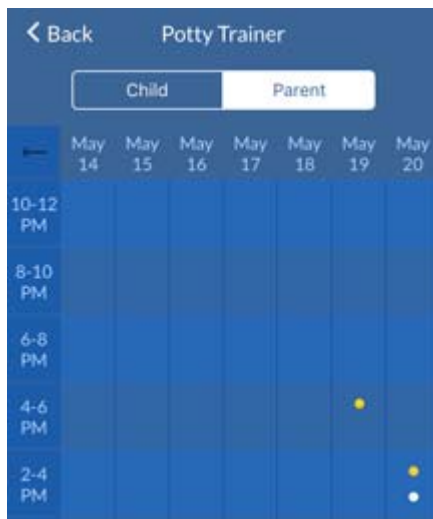 Back Potty Trainer
Child Parent
May May May May May May May
14 15 16 17 18 19 20
10-12
PM
8-10
PM
6-8
PM
4-6
PM
2-4
PM